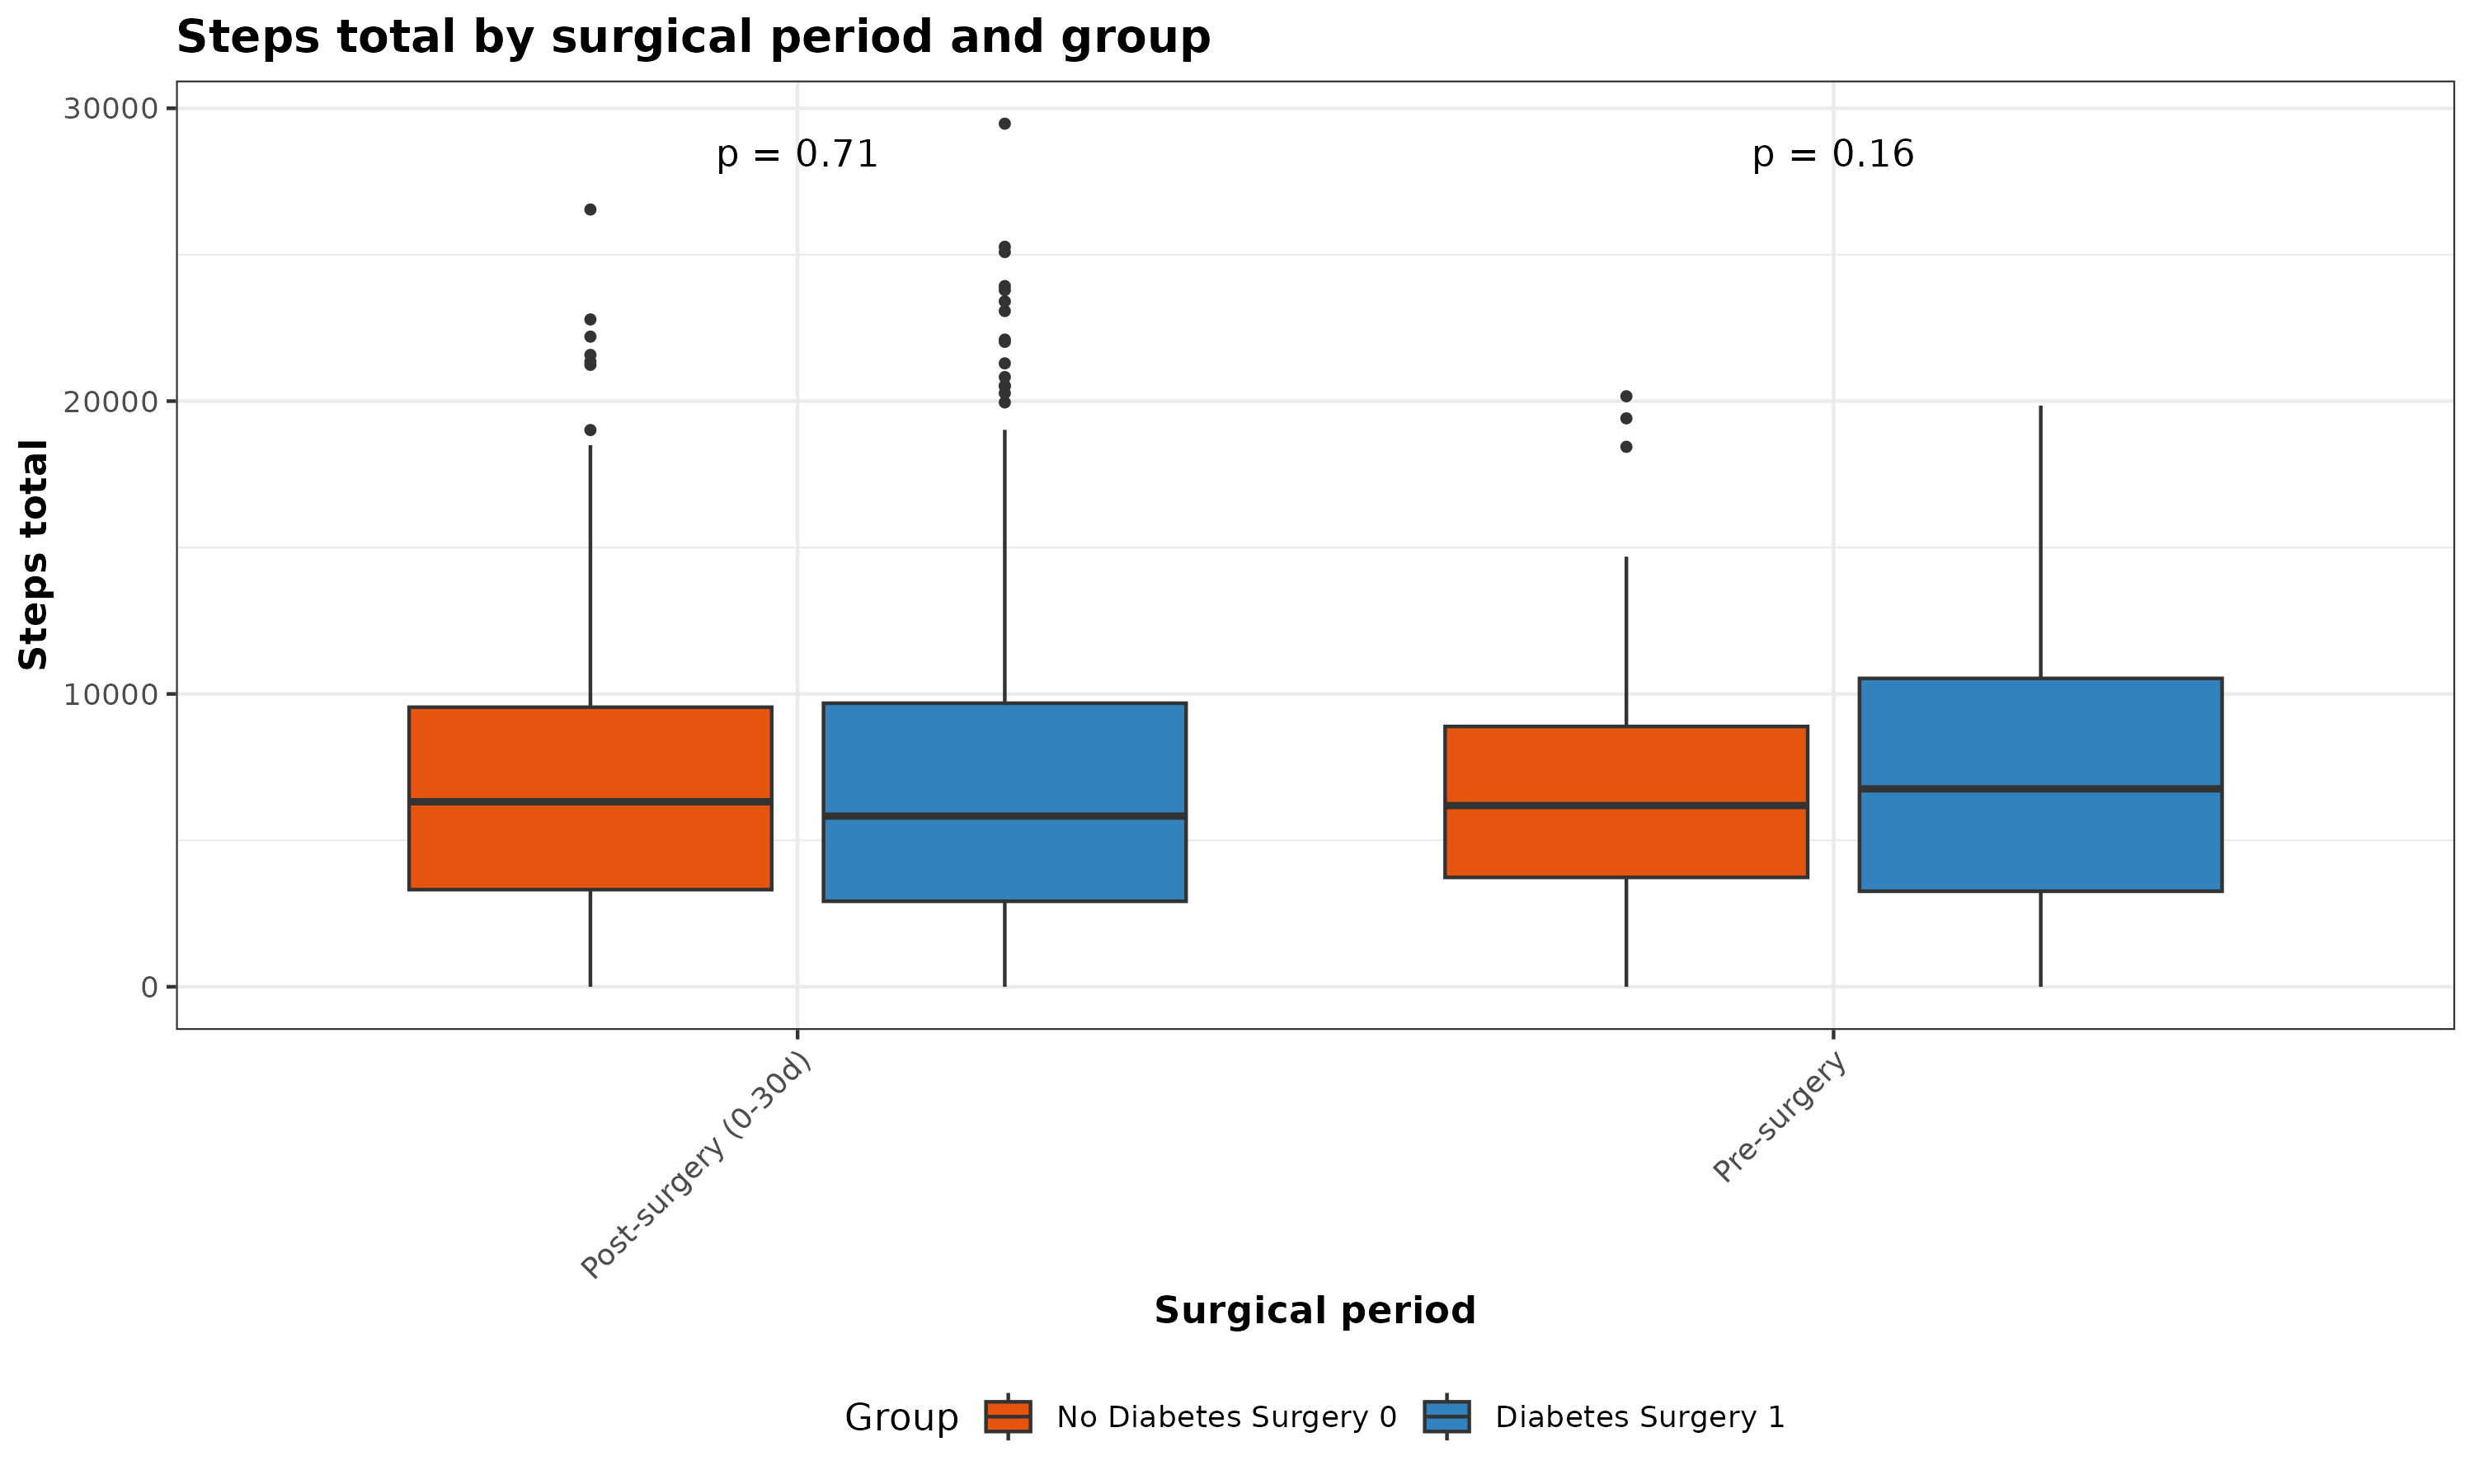 Steps total by surgical period and group
Steps total
30000
20000
10000
0
p = 0.71
p = 0.16
Post-surgery (0-30d)
Pre-surgery
Surgical period
Group
No Diabetes Surgery 0
Diabetes Surgery 1